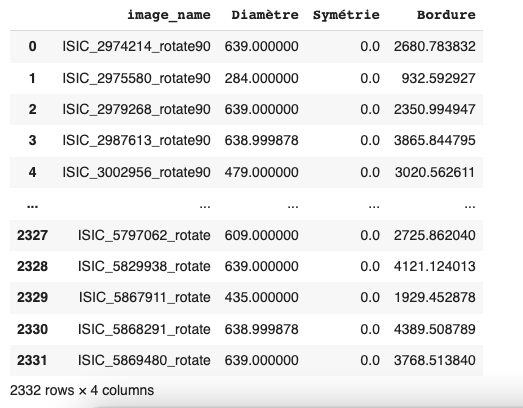 image_name Diamètre Symétrie Bordure
0 ISIC_2974214_rotate90 639.000000 0.0 2680.783832
1 ISIC_2975580_rotate90 284.000000 0.0 932.592927
2 ISIC_2979268_rotate90 639.000000 0.0 2350.994947
3 ISIC_2987613_rotate90 638.999878 0.0 3865.844795
4 ISIC_3002956_rotate90 479.000000 0.0 3020.562611
... ... ... ... ...
2327 ISIC_5797062_rotate 609.000000 0.0 2725.862040
2328 ISIC_5829938_rotate 639.000000 0.0 4121.124013
2329 ISIC_5867911_rotate 435.000000 0.0 1929.452878
2330 ISIC_5868291_rotate 638.999878 0.0 4389.508789
2331 ISIC_5869480_rotate 639.000000 0.0 3768.513840
2332 rows × 4 columns